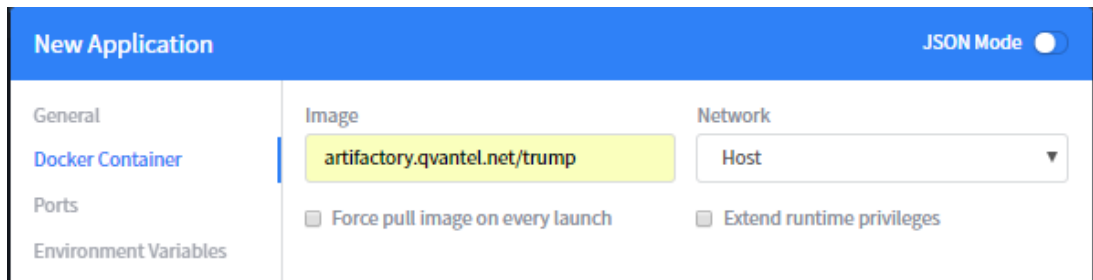 New Application
JSON Mode
General
Docker Container
Ports
Environment Variables
Image
Network
artifactory.qvantel.net/trump
Host
Force pull image on every launch
Extend runtime privileges